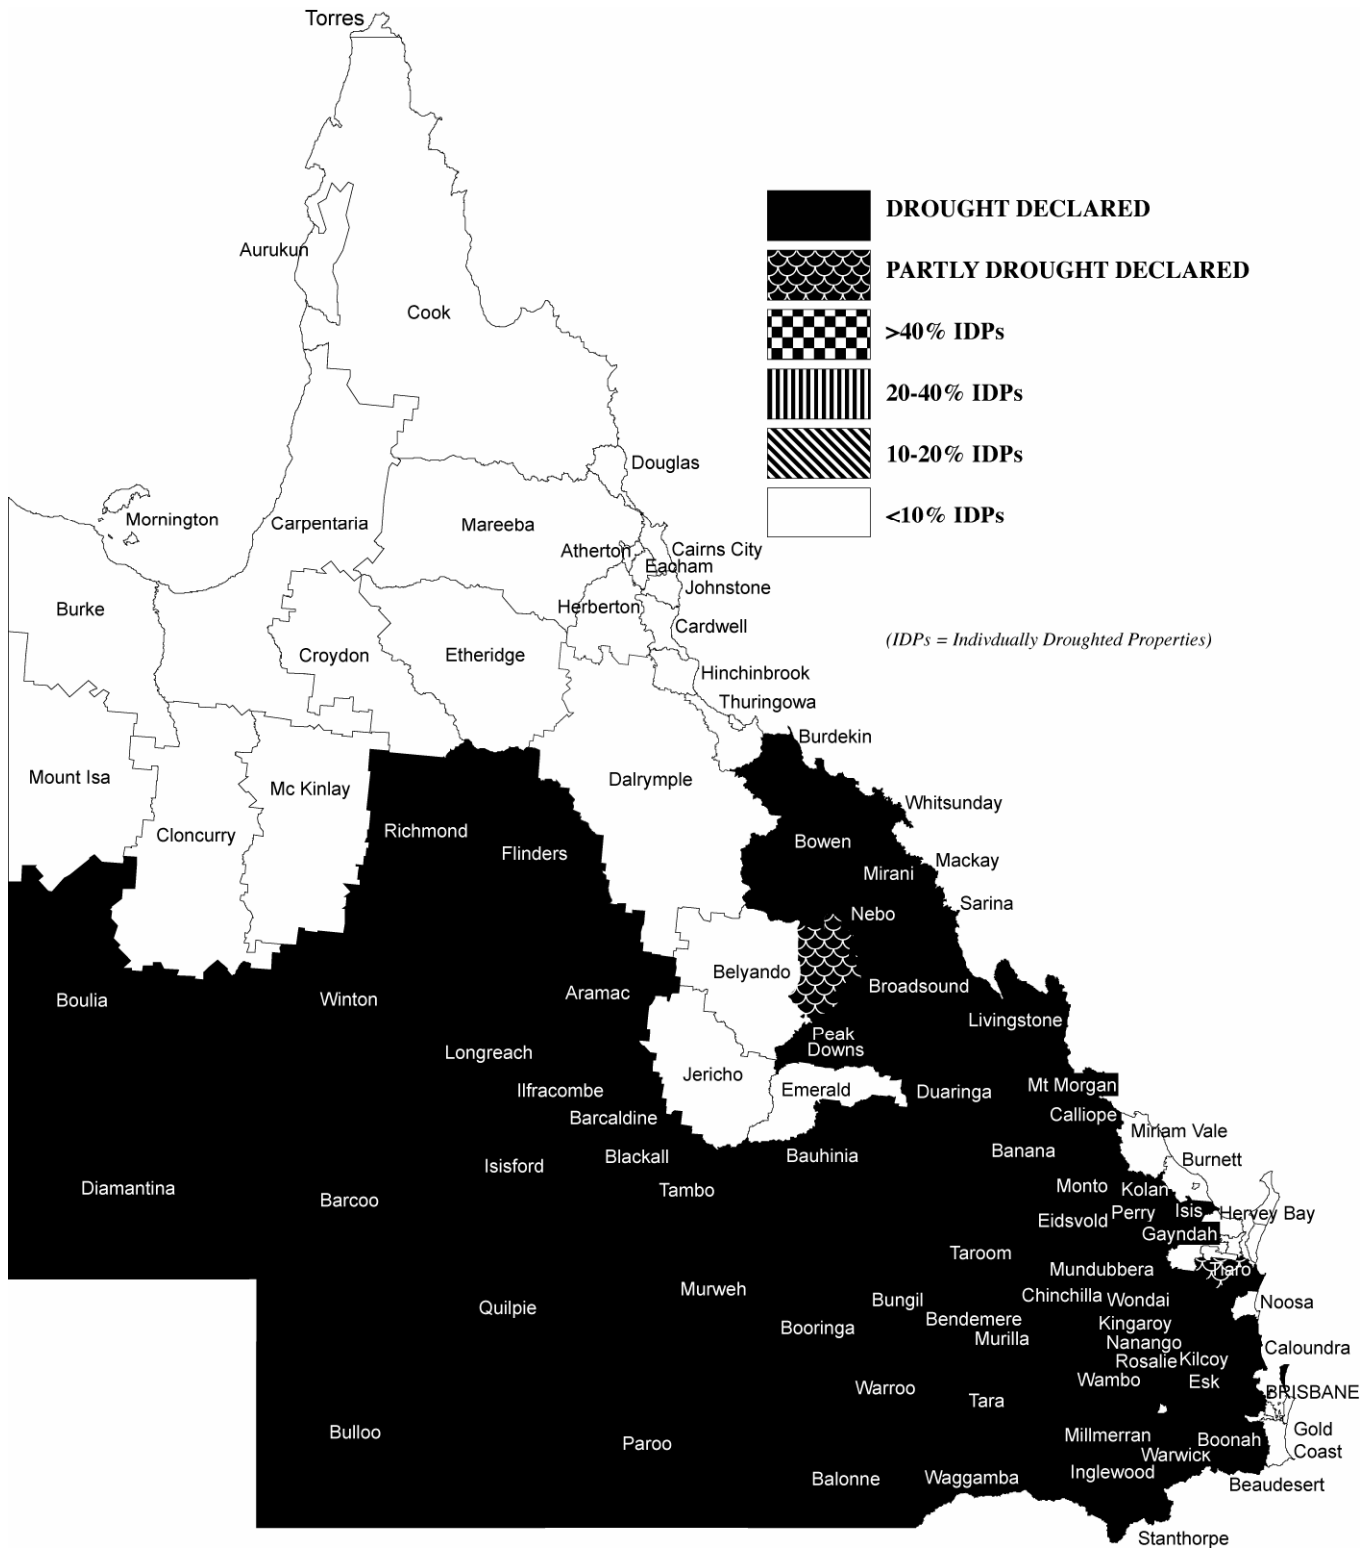 Torres
DROUGHT DECLARED
Aurukun
PARTLY DROUGHT DECLARED
Cook
>40% IDPs
20-40% IDPs
Douglas
10-20% IDPs
Mornington
Carpentaria
Mareeba
<10% IDPs
Atherton
Cairns City
Eacham
Johnstone
Burke
Herberton
Cardwell
(IDPs = Indivdually Droughted Properties)
Croydon
Etheridge
Hinchinbrook
Thuringowa
Burdekin
Mount Isa
Mc Kinlay
Dalrymple
Whitsunday
Cloncurry
Richmond
Flinders
Bowen
Mirani
Mackay
Sarina
Nebo
Belyando
Broadsound
Boulia
Winton
Aramac
Livingstone
Peak
Downs
Longreach
Jericho
Ilfracombe
Emerald
Duaringa
Mt Morgan
Barcaldine
Calliope
Miriam Vale
Isisford
Blackall
Bauhinia
Banana
Burnett
Diamantina
Barcoo
Tambo
Monto
Kolan
Eidsvold
Perry
Isis
Hervey Bay
Gayndah
Taroom
Mundubbera
Tiaro
Quilpie
Murweh
Bungil
Chinchilla
Wondai
Noosa
Booringa
Bendemere
Murilla
Kingaroy
Nanango
Caloundra
Rosalie
Kilcoy
Warroo
Tara
Wambo
Esk
BRISBANE
Bulloo
Paroo
Millmerran
Boonah
Gold
Coast
Warwick
Balonne
Waggamba
Inglewood
Beaudesert
Stanthorpe